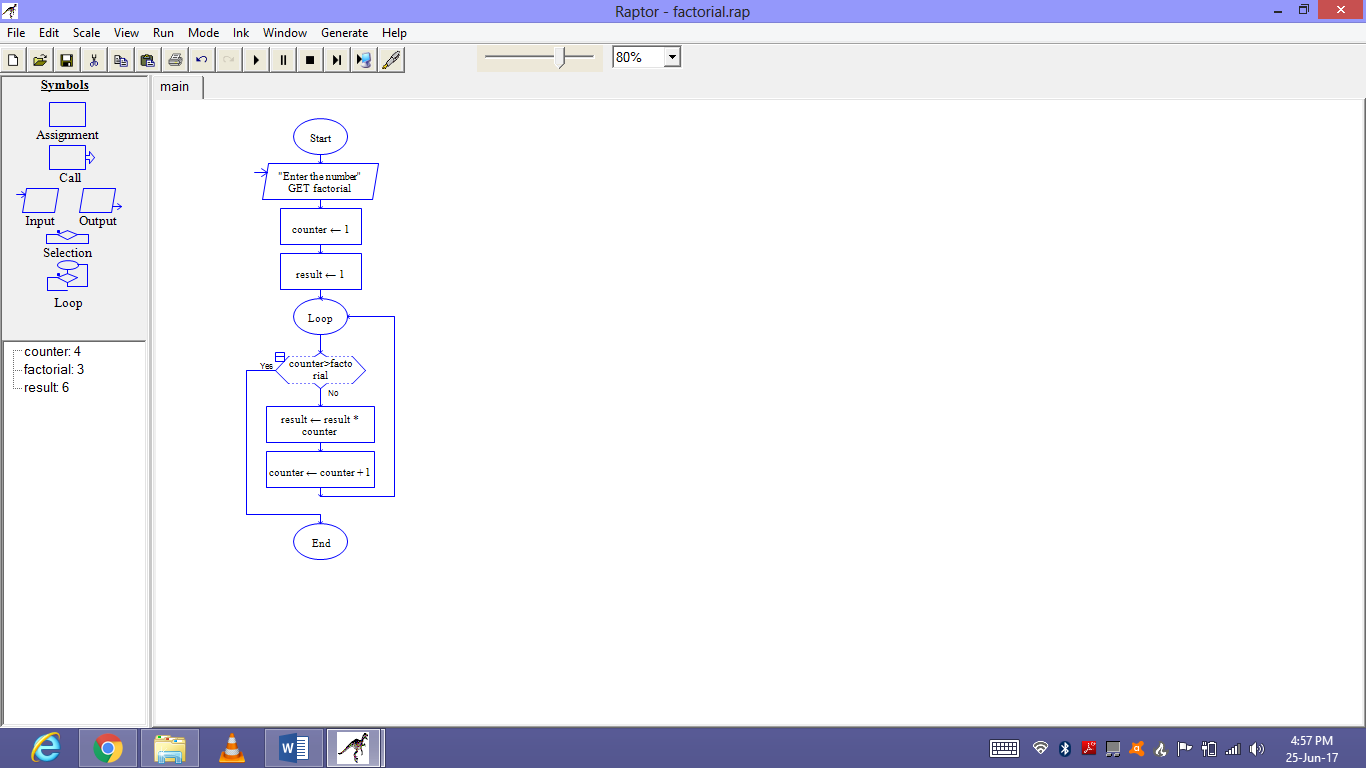 Raptor - factorial.rap
File Edit Scale View Run Mode Ink Window Generate Help
80%
Symbols
Assignment
Call
Input Output
Selection
Loop
counter: 4
factorial: 3
result: 6
main
Start
"Enter the number"
GET factorial
counter ← 1
result ← 1
Loop
Yes
counter>facto
rial
No
result ← result *
counter
counter ← counter + 1
End
W
4:57 PM
25-Jun-17